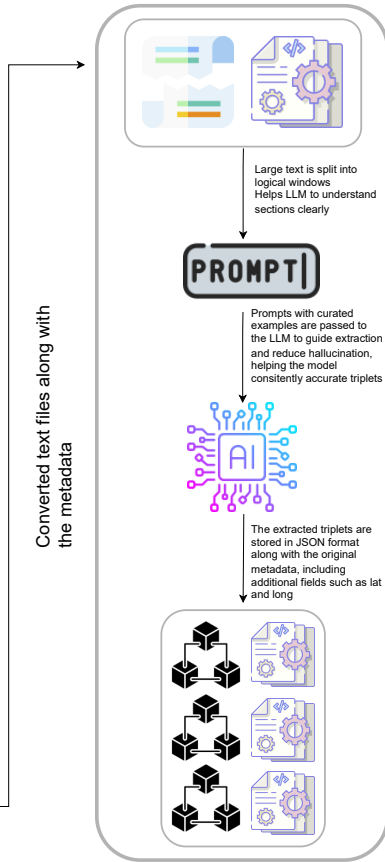 </>
Large text is split into
logical windows
Helps LLM to understand
sections clearly
PROMPT
Prompts with curated
examples are passed to
the LLM to guide extraction
and reduce hallucination,
helping the model
consitently accurate triplets
Converted text files along with
the metadata
AI
The extracted triplets are
stored in JSON format
along with the original
metadata, including
additional fields such as lat
and long
</>
</>
</>